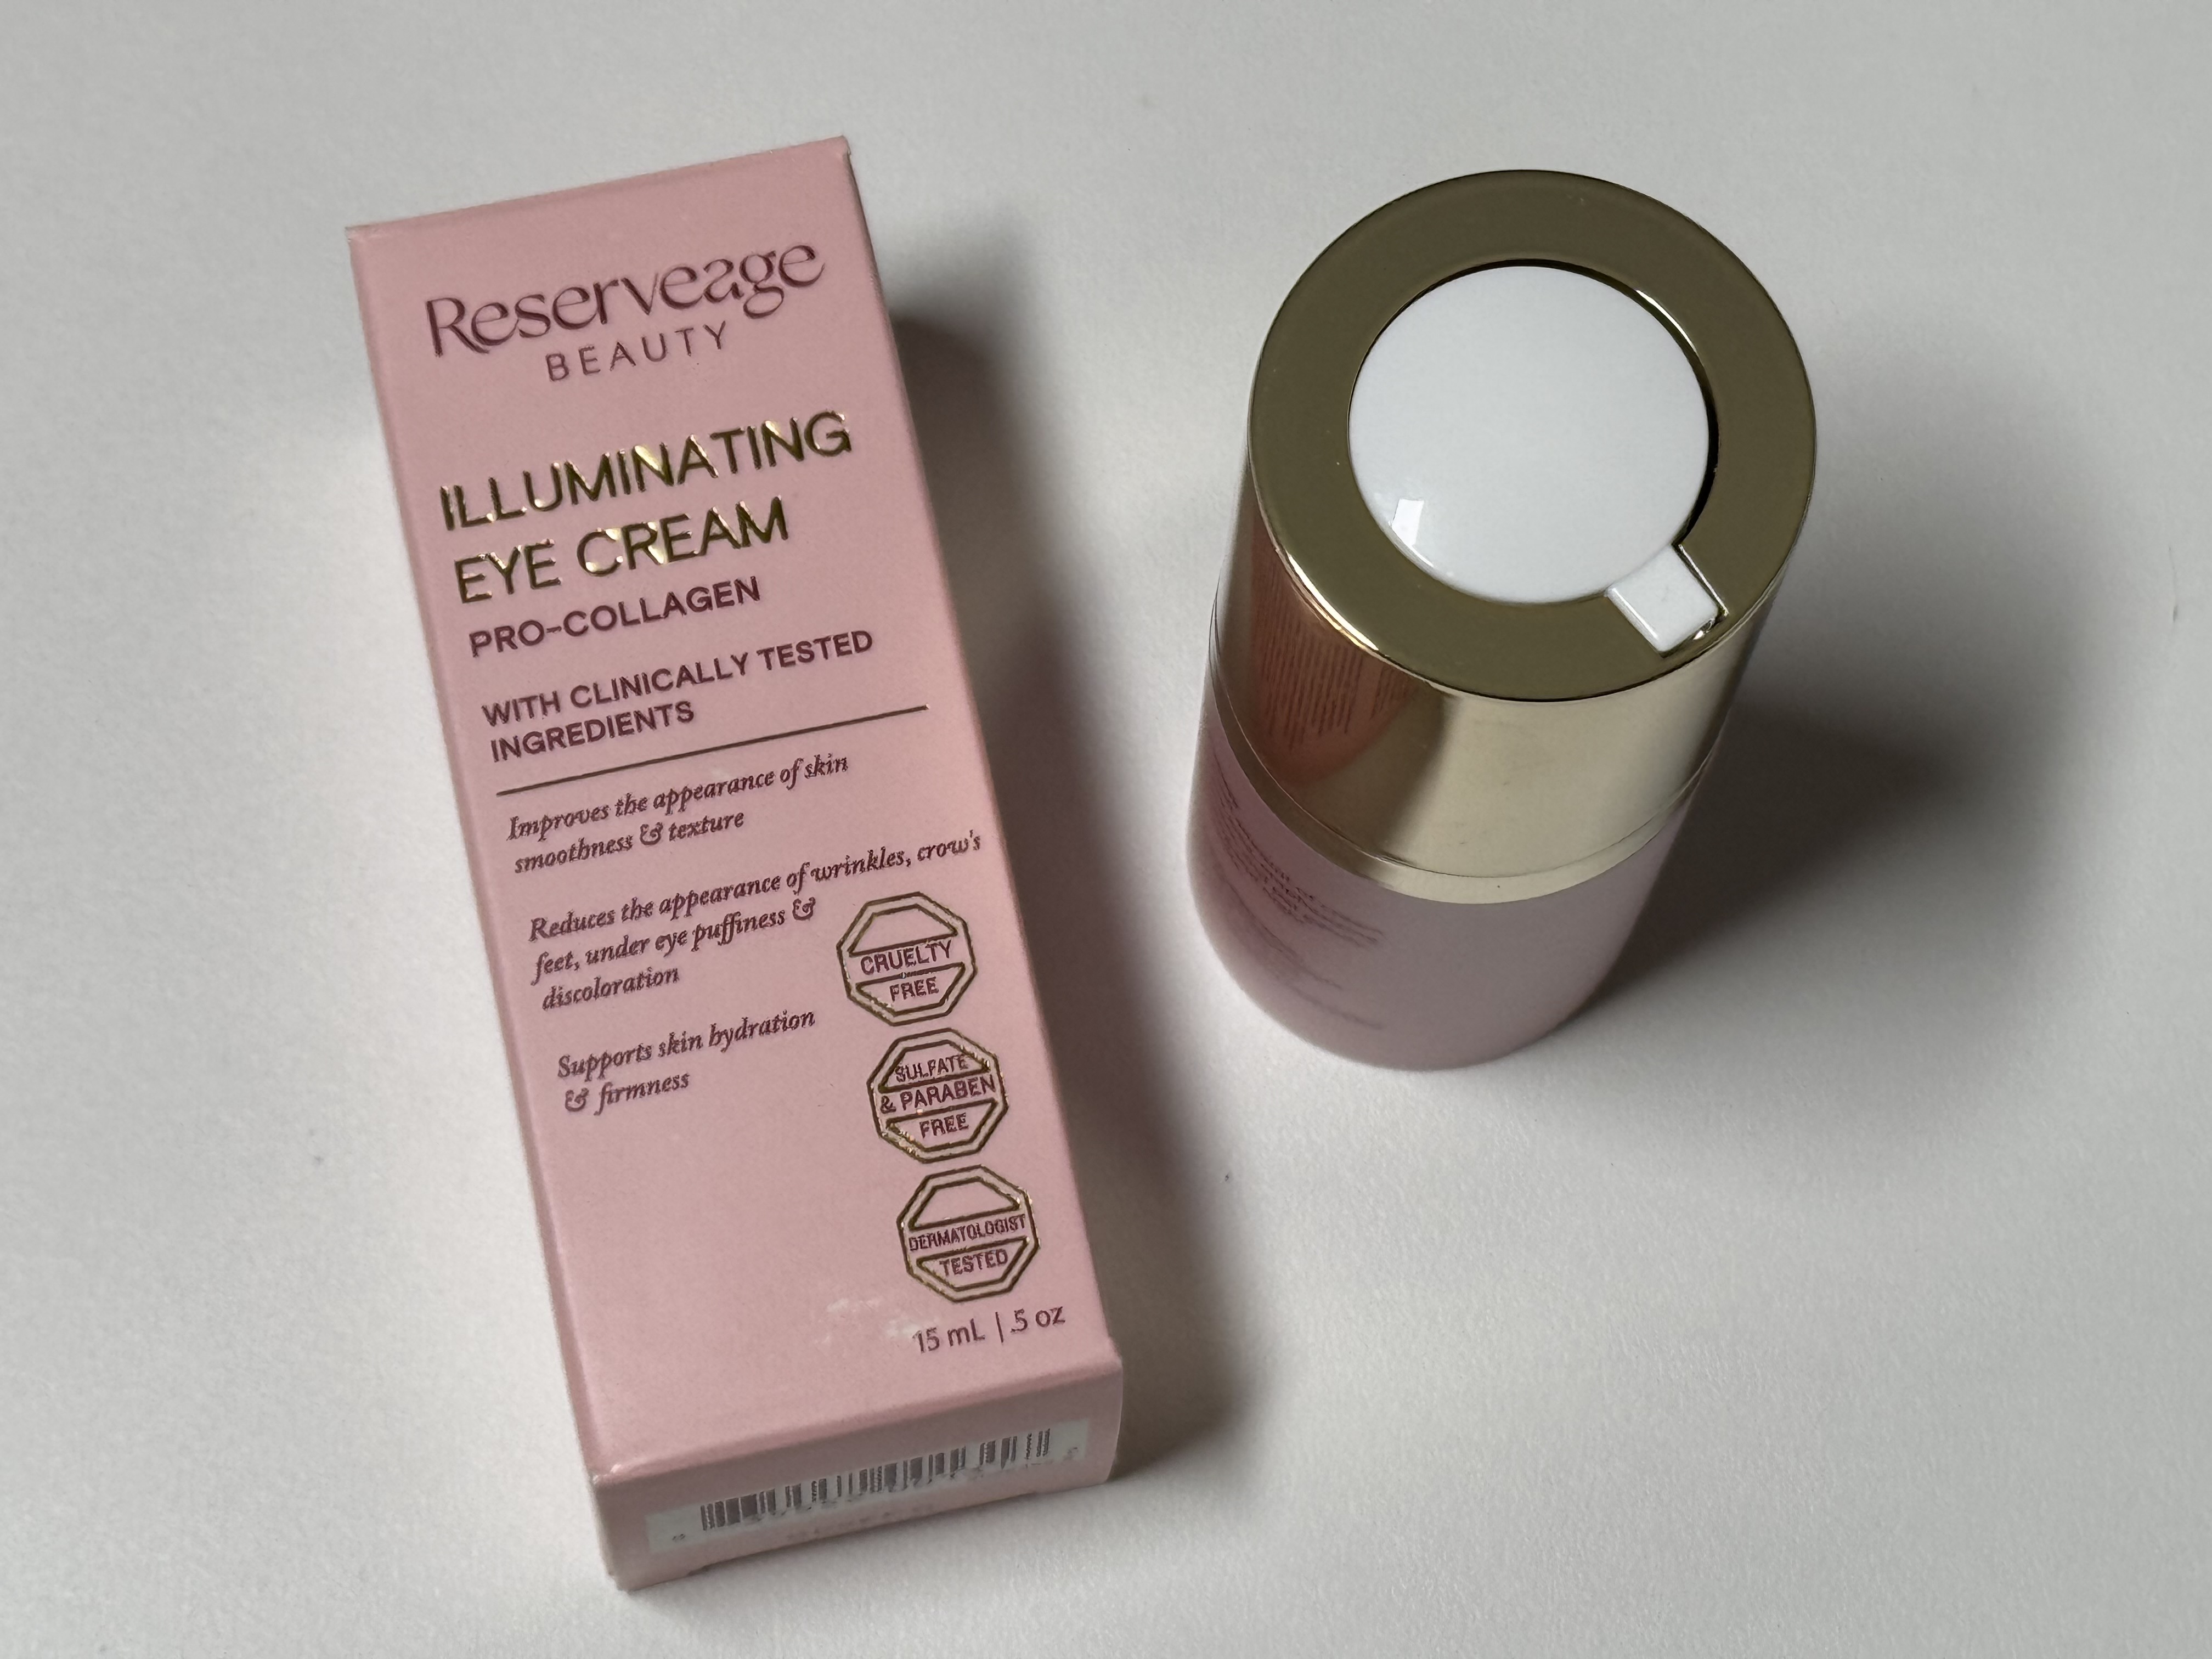 Reserveage
BEAUTY
ILLUMINATING
EYE CREAM
PRO-COLLAGEN
WITH CLINICALLY TESTED
INGREDIENTS
Improves the appearance of skin
smoothness & texture
Reduces the appearance of wrinkles, crow's
feet, under eye puffiness &
discoloration
Supports skin hydration
& firmness
CRUELTY
FREE
SULFATE
& PARABEN
FREE
DERMATOLOGIST
TESTED
15 mL | .5 oz